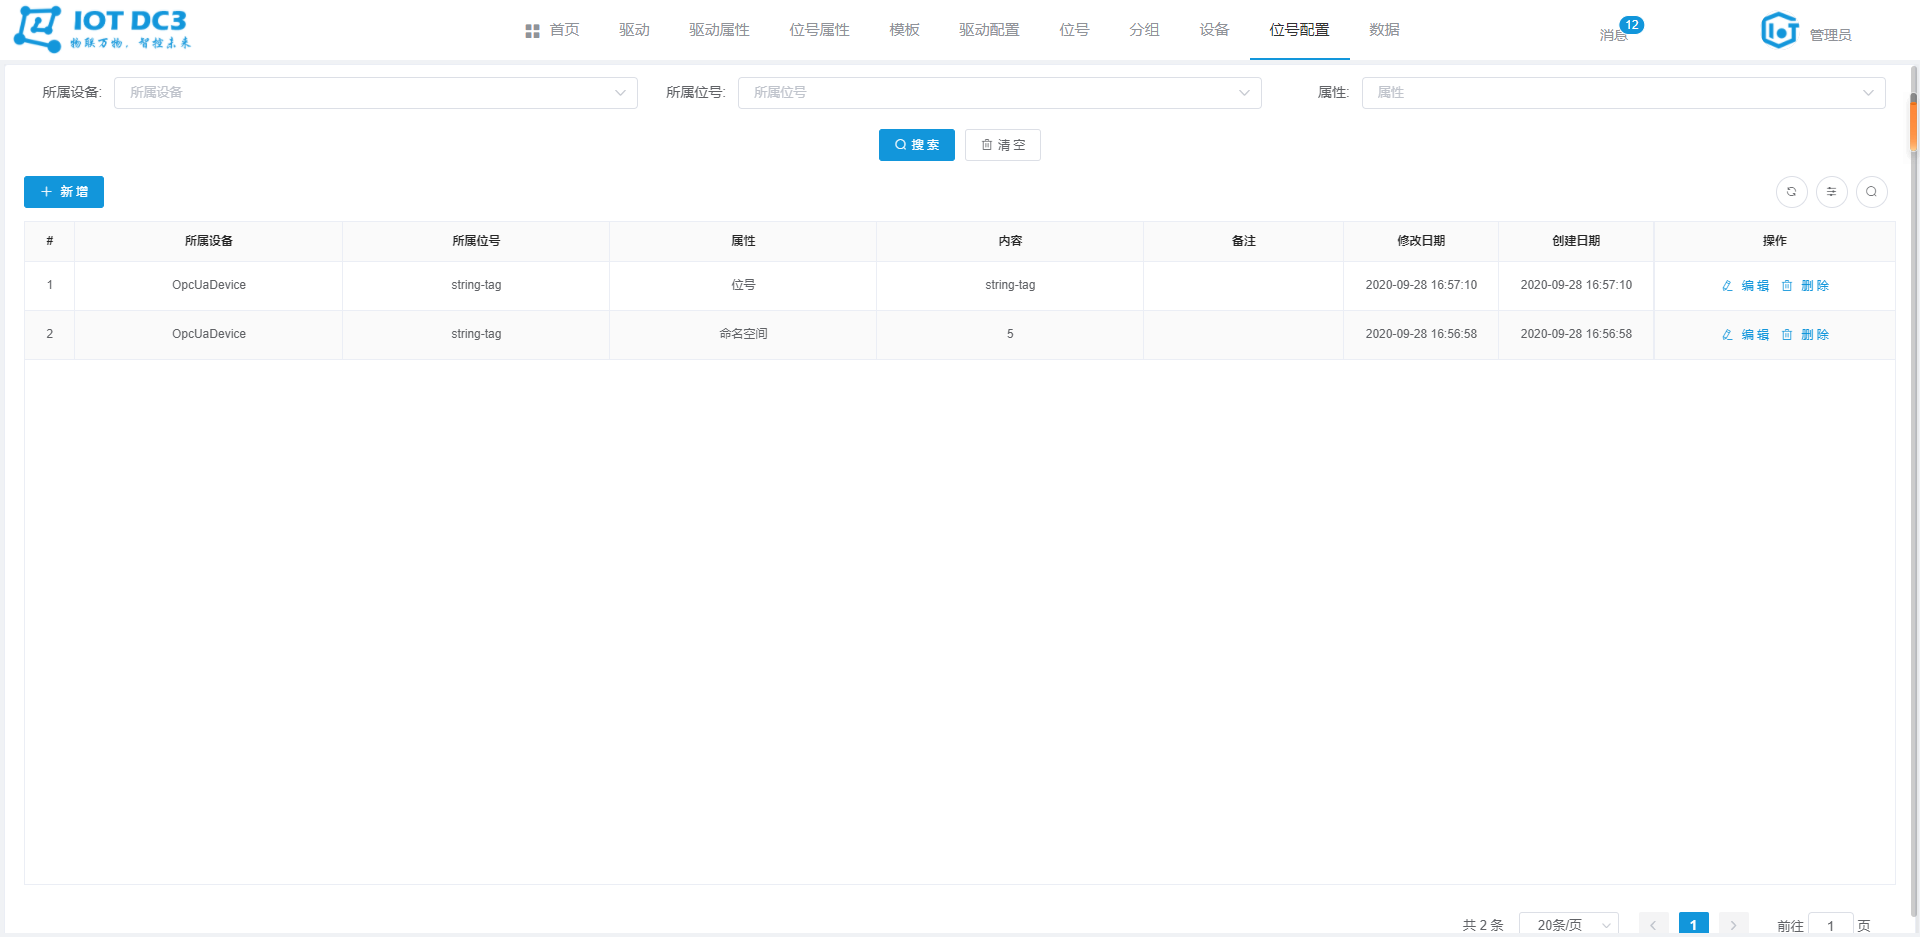 IOT DC3
物联万物，智控未来
首页 驱动 驱动属性 位号属性 模板 驱动配置 位号 分组 设备 位号配置 数据
消息 12
管理员
所属设备: 所属设备 所属位号: 所属位号 属性: 属性
搜 索 清 空
新 增
# 所属设备 所属位号 属性 内容 备注 修改日期 创建日期 操作
1 OpcUaDevice string-tag 位号 string-tag 2020-09-28 16:57:10 2020-09-28 16:57:10 编 辑 删 除
2 OpcUaDevice string-tag 命名空间 5 2020-09-28 16:56:58 2020-09-28 16:56:58 编 辑 删 除
共 2 条 20条/页 1 前往 1 页